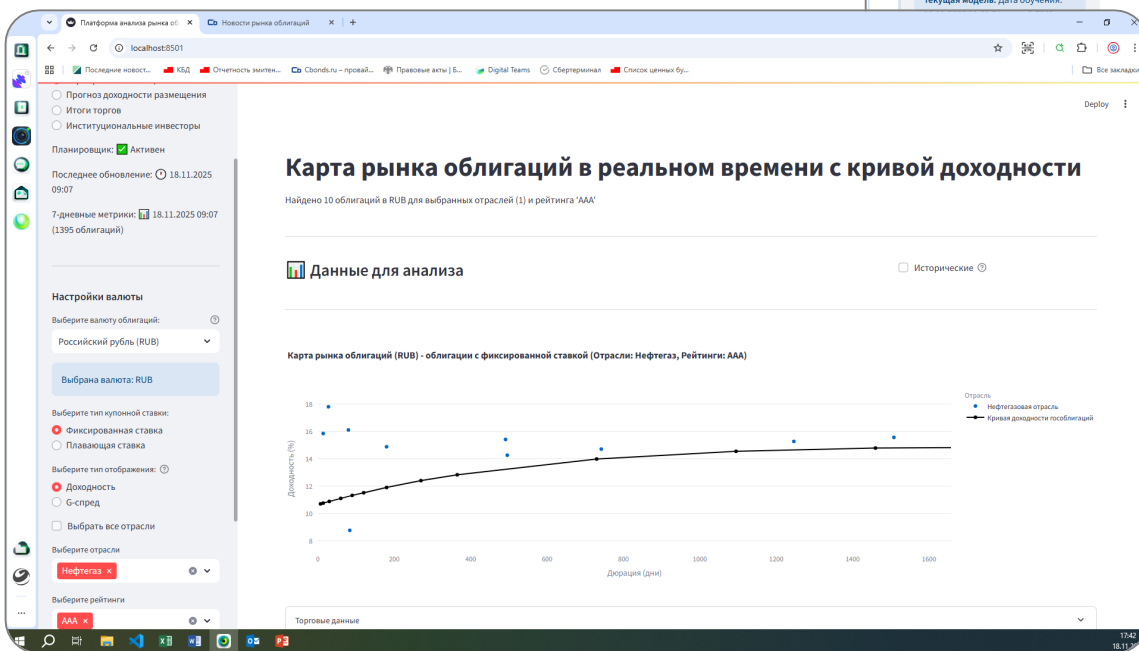 Текущая модель: Дата обучения:
Платформа анализа рынка об
Новости рынка облигаций
localhost:8501
Последние новост...
КБД
Отчетность эмитен...
Cbonds.ru – провай...
Правовые акты | Б...
Digital Teams
Сбертерминал
Список ценных бу...
Все закладки
Прогноз доходности размещения
Итоги торгов
Институциональные инвесторы
Планировщик: ✅ Активен
Последнее обновление: 🕐 18.11.2025
09:07
7-дневные метрики: 📊 18.11.2025 09:07
(1395 облигаций)
Настройки валюты
Выберите валюту облигаций:
Российский рубль (RUB)
Выбрана валюта: RUB
Выберите тип купонной ставки:
Фиксированная ставка
Плавающая ставка
Выберите тип отображения:
Доходность
G-спред
Выбрать все отрасли
Выберите отрасли
Нефтегаз ×
Выберите рейтинги
AAA ×
Deploy
Карта рынка облигаций в реальном времени с кривой доходности
Найдено 10 облигаций в RUB для выбранных отраслей (1) и рейтинга 'AAA'
📊 Данные для анализа
Исторические
Карта рынка облигаций (RUB) - облигации с фиксированной ставкой (Отрасли: Нефтегаз, Рейтинги: AAA)
Отрасль
Нефтегазовая отрасль
Кривая доходности гособлигаций
Доходность (%)
18
16
14
12
10
8
0
200
400
600
800
1000
1200
1400
1600
Дюрация (дни)
Торговые данные
17:42